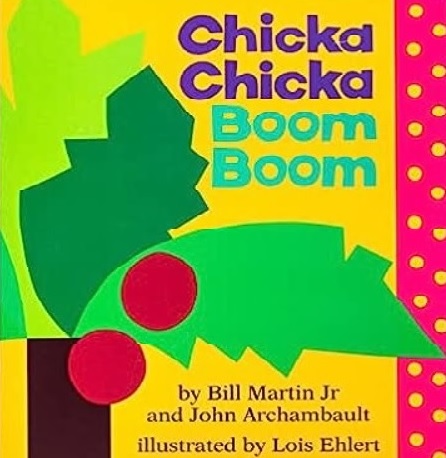 Chicka
Chicka
Boom
Boom
by Bill Martin Jr
and John Archambault
illustrated by Lois Ehlert